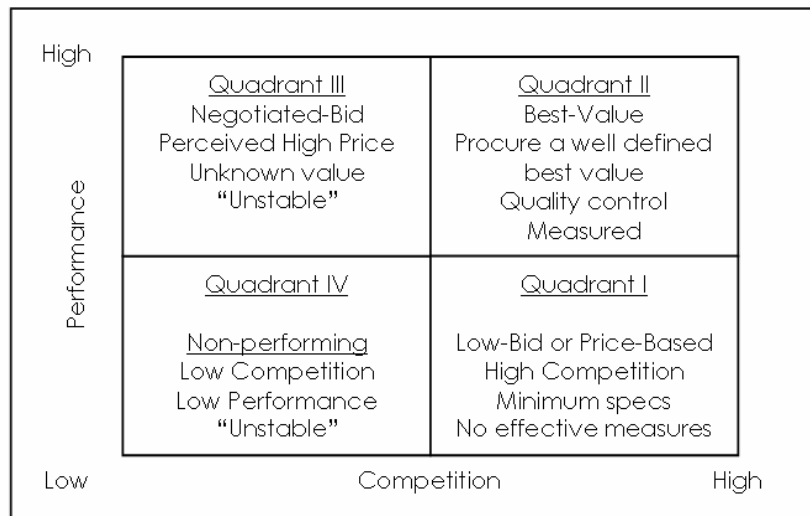 High
Quadrant III
Negotiated-Bid
Perceived High Price
Unknown value
“Unstable”
Quadrant II
Best-Value
Procure a well defined
best value
Quality control
Measured
Performance
Quadrant IV
Non-performing
Low Competition
Low Performance
“Unstable”
Quadrant I
Low-Bid or Price-Based
High Competition
Minimum specs
No effective measures
Low
Competition
High